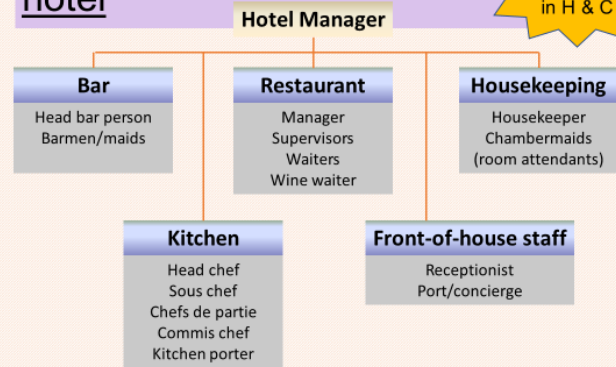 hotel
in H & C
Hotel Manager
Bar
Head bar person
Barmen/maids
Restaurant
Manager
Supervisors
Waiters
Wine waiter
Housekeeping
Housekeeper
Chambermaids
(room attendants)
Kitchen
Head chef
Sous chef
Chefs de partie
Commis chef
Kitchen porter
Front-of-house staff
Receptionist
Port/concierge